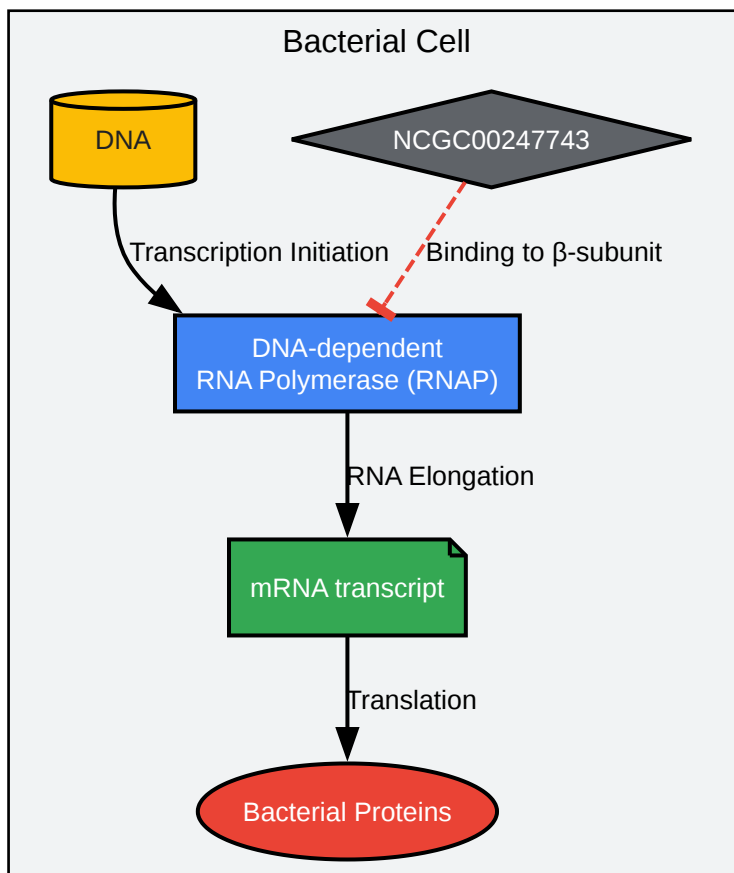 Bacterial Cell
DNA
NCGC00247743
Transcription Initiation
Binding to β-subunit
DNA-dependent
RNA Polymerase (RNAP)
RNA Elongation
mRNA transcript
Translation
Bacterial Proteins